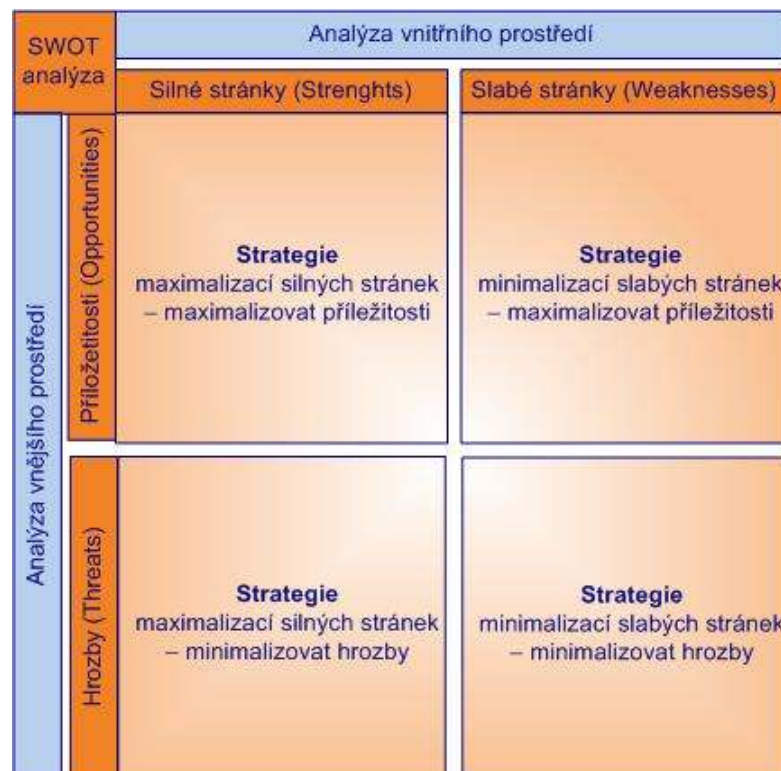 SWOT
analýza
Analýza vnitřního prostředí
Silné stránky (Strenghts)
Slabé stránky (Weaknesses)
Analýza vnějšího prostředí
Příložetitosti (Opportunities)
Strategie
maximalizací silných stránek
– maximalizovat příležitosti
Strategie
minimalizací slabých stránek
– maximalizovat příležitosti
Hrozby (Threats)
Strategie
maximalizací silných stránek
– minimalizovat hrozby
Strategie
minimalizací slabých stránek
– minimalizovat hrozby